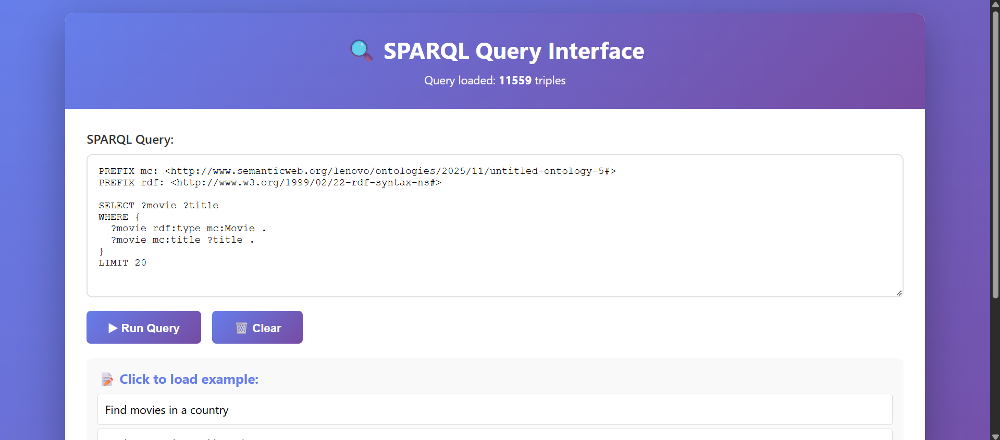 SPARQL Query Interface
Query loaded: 11559 triples
SPARQL Query:
PREFIX mc: <http://www.semanticweb.org/lenovo/ontologies/2025/11/untitled-ontology-5#>
PREFIX rdf: <http://www.w3.org/1999/02/22-rdf-syntax-ns#>
SELECT ?movie ?title
WHERE {
  ?movie rdf:type mc:Movie .
  ?movie mc:title ?title .
}
LIMIT 20
Run Query
Clear
Click to load example:
Find movies in a country